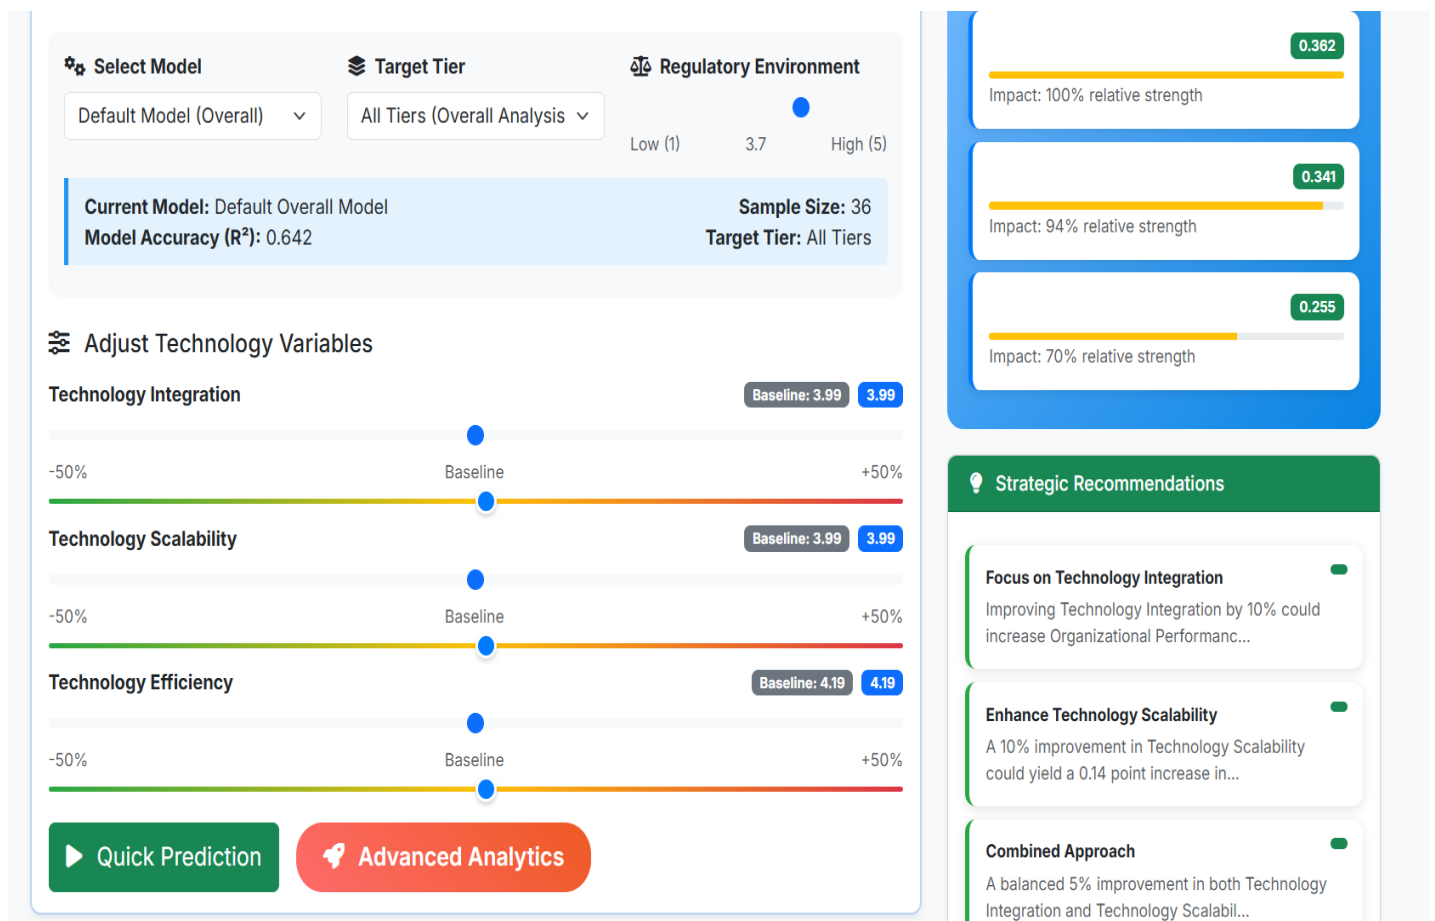 Select Model
Target Tier
Regulatory Environment
Default Model (Overall)
All Tiers (Overall Analysis
Low (1)
3.7
High (5)
Current Model: Default Overall Model
Sample Size: 36
Model Accuracy (R²): 0.642
Target Tier: All Tiers
Adjust Technology Variables
Technology Integration
Baseline: 3.99
3.99
-50%
Baseline
+50%
Technology Scalability
Baseline: 3.99
3.99
-50%
Baseline
+50%
Technology Efficiency
Baseline: 4.19
4.19
-50%
Baseline
+50%
Quick Prediction
Advanced Analytics
0.362
Impact: 100% relative strength
0.341
Impact: 94% relative strength
0.255
Impact: 70% relative strength
Strategic Recommendations
Focus on Technology Integration
Improving Technology Integration by 10% could
increase Organizational Performanc...
Enhance Technology Scalability
A 10% improvement in Technology Scalability
could yield a 0.14 point increase in...
Combined Approach
A balanced 5% improvement in both Technology
Integration and Technology Scalabil...